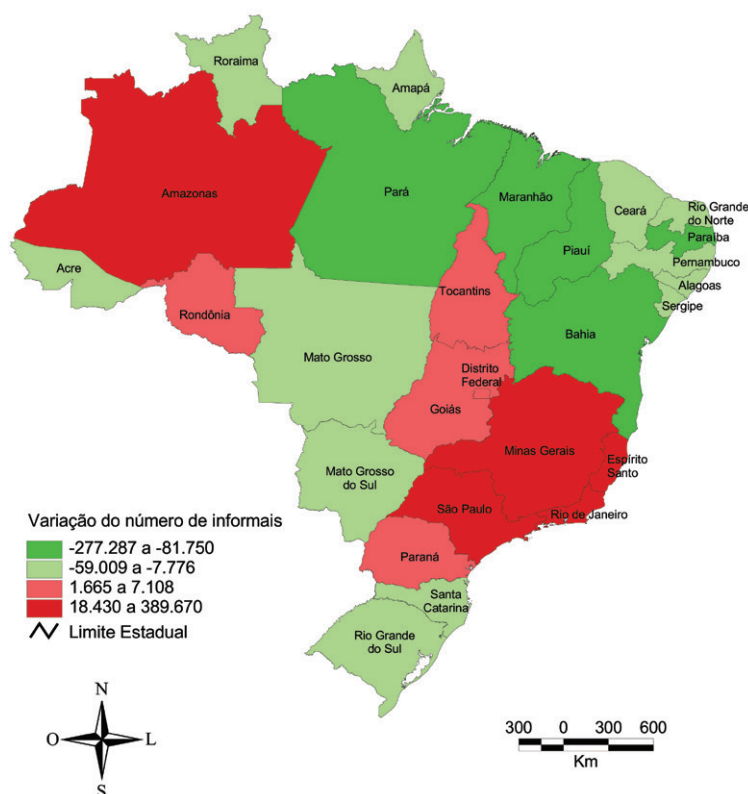 Roraima
Amapá
Amazonas
Pará
Maranhão
Ceará
Rio Grande
do Norte
Paraíba
Piauí
Pernambuco
Acre
Alagoas
Sergipe
Tocantins
Rondônia
Bahia
Mato Grosso
Distrito
Federal
Goiás
Minas Gerais
Espírito
Santo
Mato Grosso
do Sul
São Paulo
Rio de Janeiro
Paraná
Santa
Catarina
Rio Grande
do Sul
Variação do número de informais
-277.287 a -81.750
-59.009 a -7.776
1.665 a 7.108
18.430 a 389.670
Limite Estadual
N
O
L
S
300 0 300 600
Km